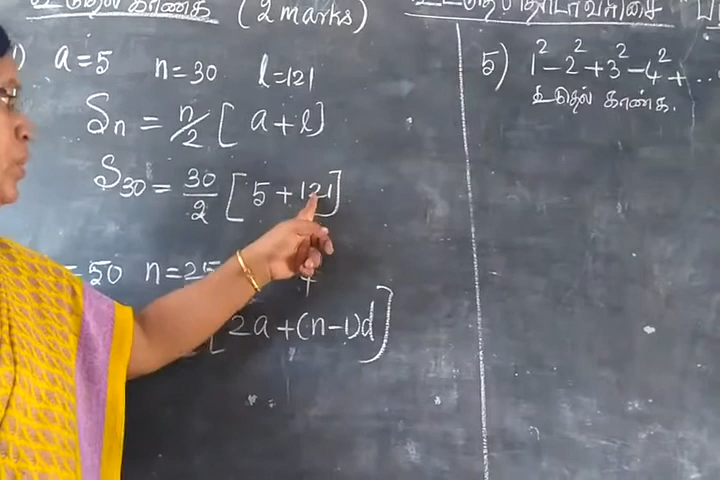 காண்க (2 marks)
) a=5 n=30 l=121
Sn = n/2 [ a + l ]
S30 = 30/2 [ 5 + 121 ]
=50 n=25
[ 2a + (n-1)d ]
5) 1² - 2² + 3² - 4² + ...
கூடுதல் காண்க.